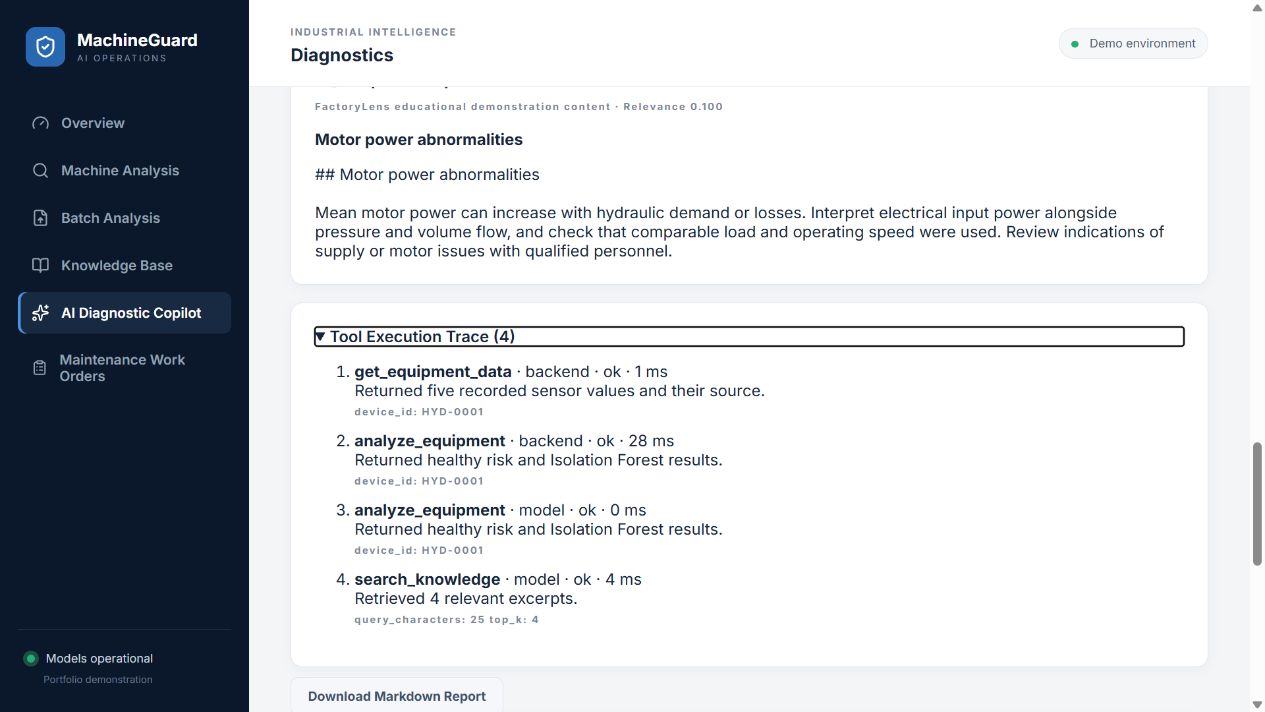 MachineGuard
AI OPERATIONS
Overview
Machine Analysis
Batch Analysis
Knowledge Base
AI Diagnostic Copilot
Maintenance Work
Orders
Models operational
Portfolio demonstration
INDUSTRIAL INTELLIGENCE
Diagnostics
Demo environment
FactoryLens educational demonstration content · Relevance 0.100
Motor power abnormalities
## Motor power abnormalities
Mean motor power can increase with hydraulic demand or losses. Interpret electrical input power alongside
pressure and volume flow, and check that comparable load and operating speed were used. Review indications of
supply or motor issues with qualified personnel.
▼ Tool Execution Trace (4)
1. get_equipment_data · backend · ok · 1 ms
Returned five recorded sensor values and their source.
device_id: HYD-0001
2. analyze_equipment · backend · ok · 28 ms
Returned healthy risk and Isolation Forest results.
device_id: HYD-0001
3. analyze_equipment · model · ok · 0 ms
Returned healthy risk and Isolation Forest results.
device_id: HYD-0001
4. search_knowledge · model · ok · 4 ms
Retrieved 4 relevant excerpts.
query_characters: 25 top_k: 4
Download Markdown Report